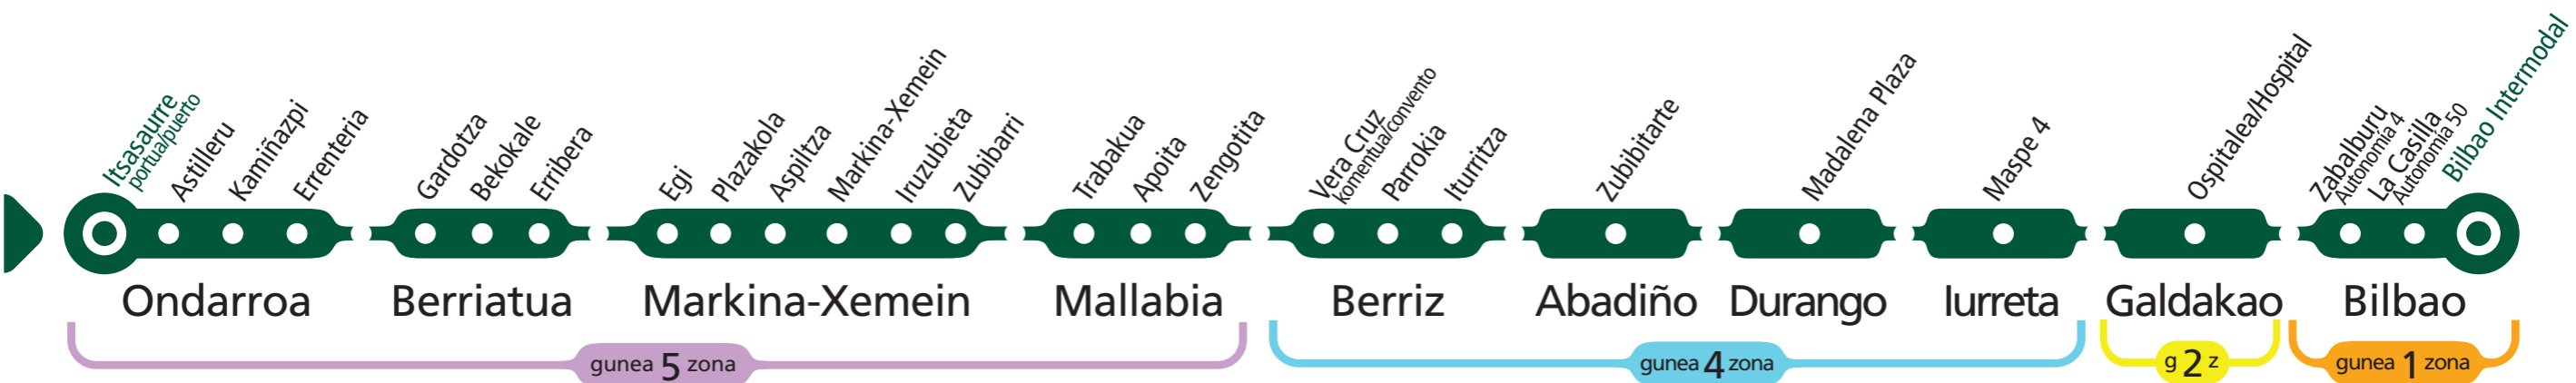 Itsasaurre
portua/puerto
Astilleru
Kamiñazpi
Errenteria
Gardotza
Bekokale
Erribera
Egi
Plazakola
Aspiltza
Markina-Xemein
Iruzubieta
Zubibarri
Trabakua
Apoita
Zengotita
Vera Cruz
komentua/convento
Parrokia
Iturritza
Zubibitarte
Madalena Plaza
Maspe 4
Ospitalea/Hospital
Zabalburu
Autonomía 4
La Casilla
Autonomía 50
Bilbao Intermodal
Ondarroa
Berriatua
Markina-Xemein
Mallabia
Berriz
Abadiño
Durango
Iurreta
Galdakao
Bilbao
gunea 5 zona
gunea 4 zona
g 2 z
gunea 1 zona